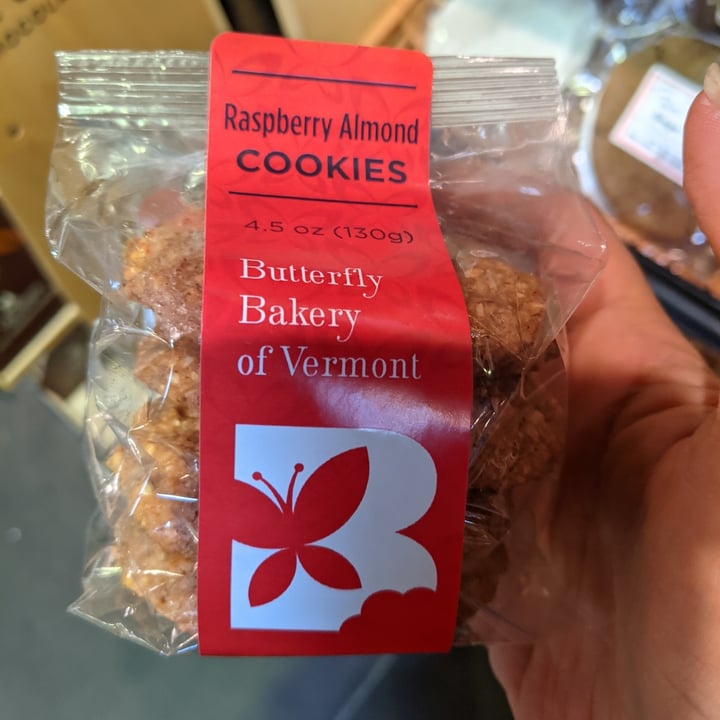 Raspberry Almond
COOKIES
4.5 oz (130g)
Butterfly
Bakery
of Vermont